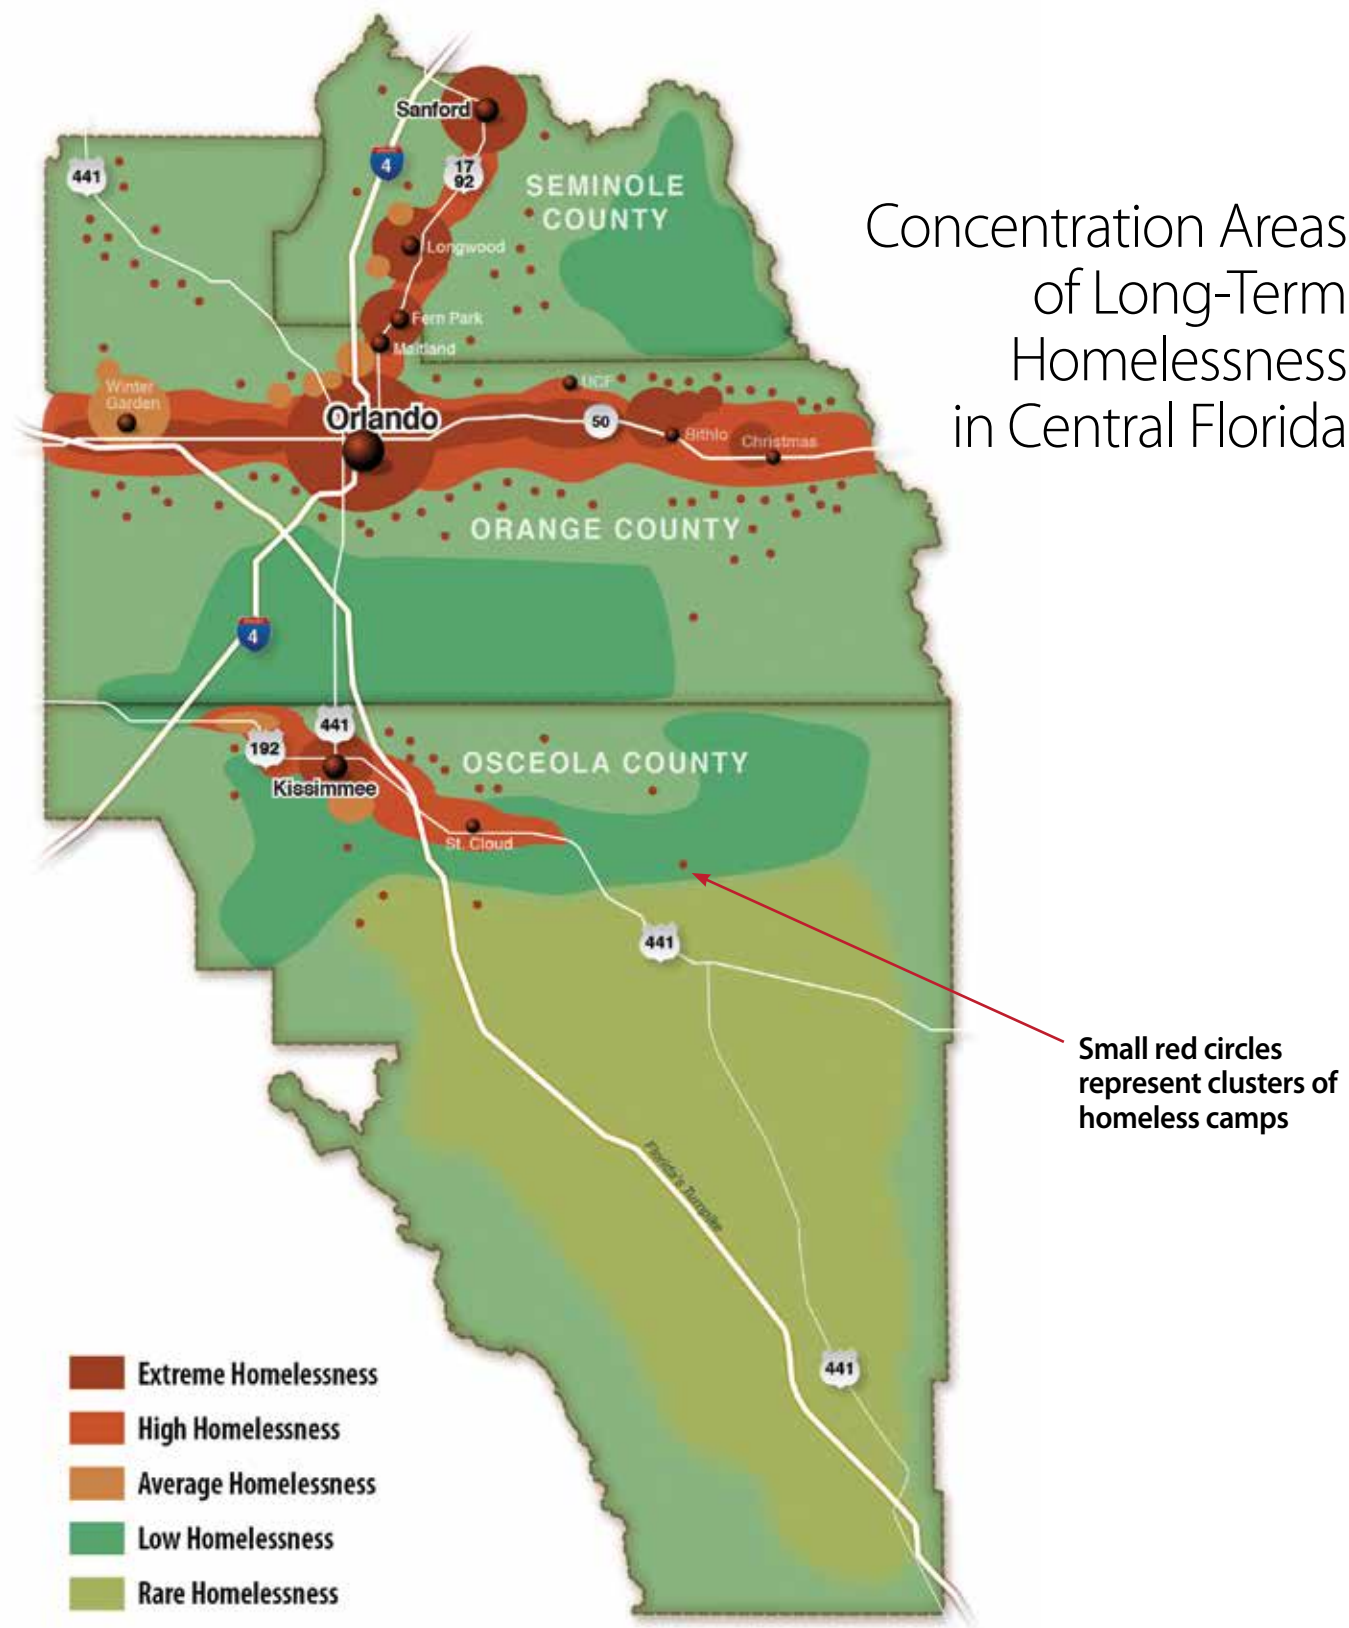 Concentration Areas
of Long-Term
Homelessness
in Central Florida
Sanford
4
17
92
441
SEMINOLE
COUNTY
Longwood
Fern Park
Maitland
Winter
Garden
UCF
Orlando
50
Bithlo
Christmas
ORANGE COUNTY
4
441
192
OSCEOLA COUNTY
Kissimmee
St. Cloud
441
Small red circles
represent clusters of
homeless camps
Florida's Turnpike
441
Extreme Homelessness
High Homelessness
Average Homelessness
Low Homelessness
Rare Homelessness